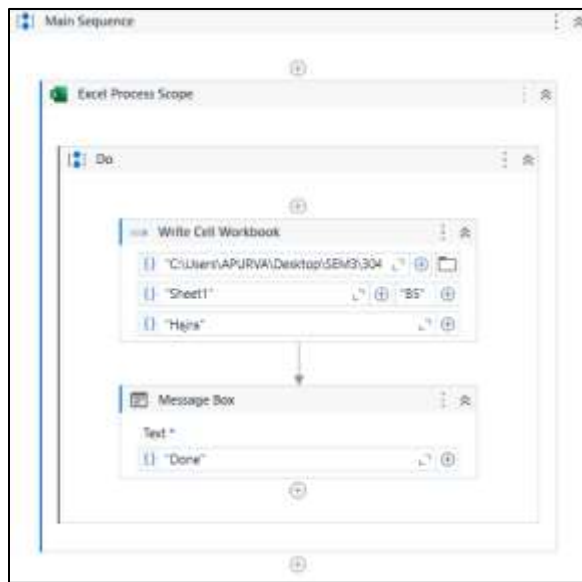 Main Sequence
Excel Process Scope
Do
Write Cell Workbook
"C:\Users\APURVA\Desktop\SEM3\304
"Sheet1" "B5"
Message Box
Text *
"Done"